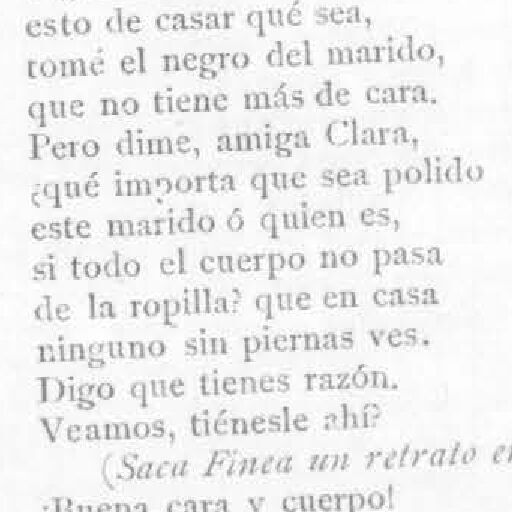 esto de casar qué sea,
tomé el negro del marido,
que no tiene más de cara.
Pero dime, amiga Clara,
¿qué importa que sea polido
este marido ó quien es,
si todo el cuerpo no pasa
de la ropilla? que en casa
ninguno sin piernas ves.
Digo que tienes razón.
Veamos, tiénesle ahí?
(Saca Finea un retrato
¡Buena cara y cuerpo!